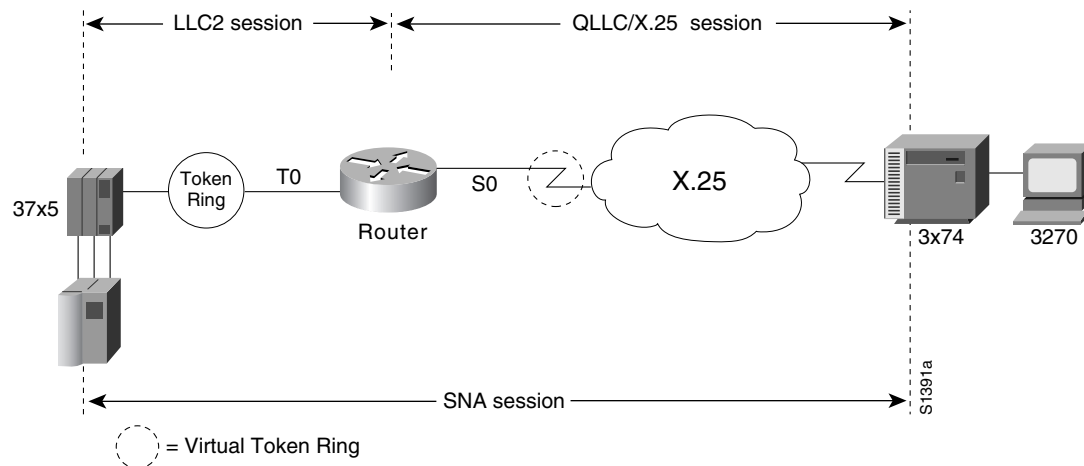 LLC2 session
QLLC/X.25 session
Token
Ring
T0
S0
X.25
37x5
Router
3x74
3270
S1391a
SNA session
= Virtual Token Ring